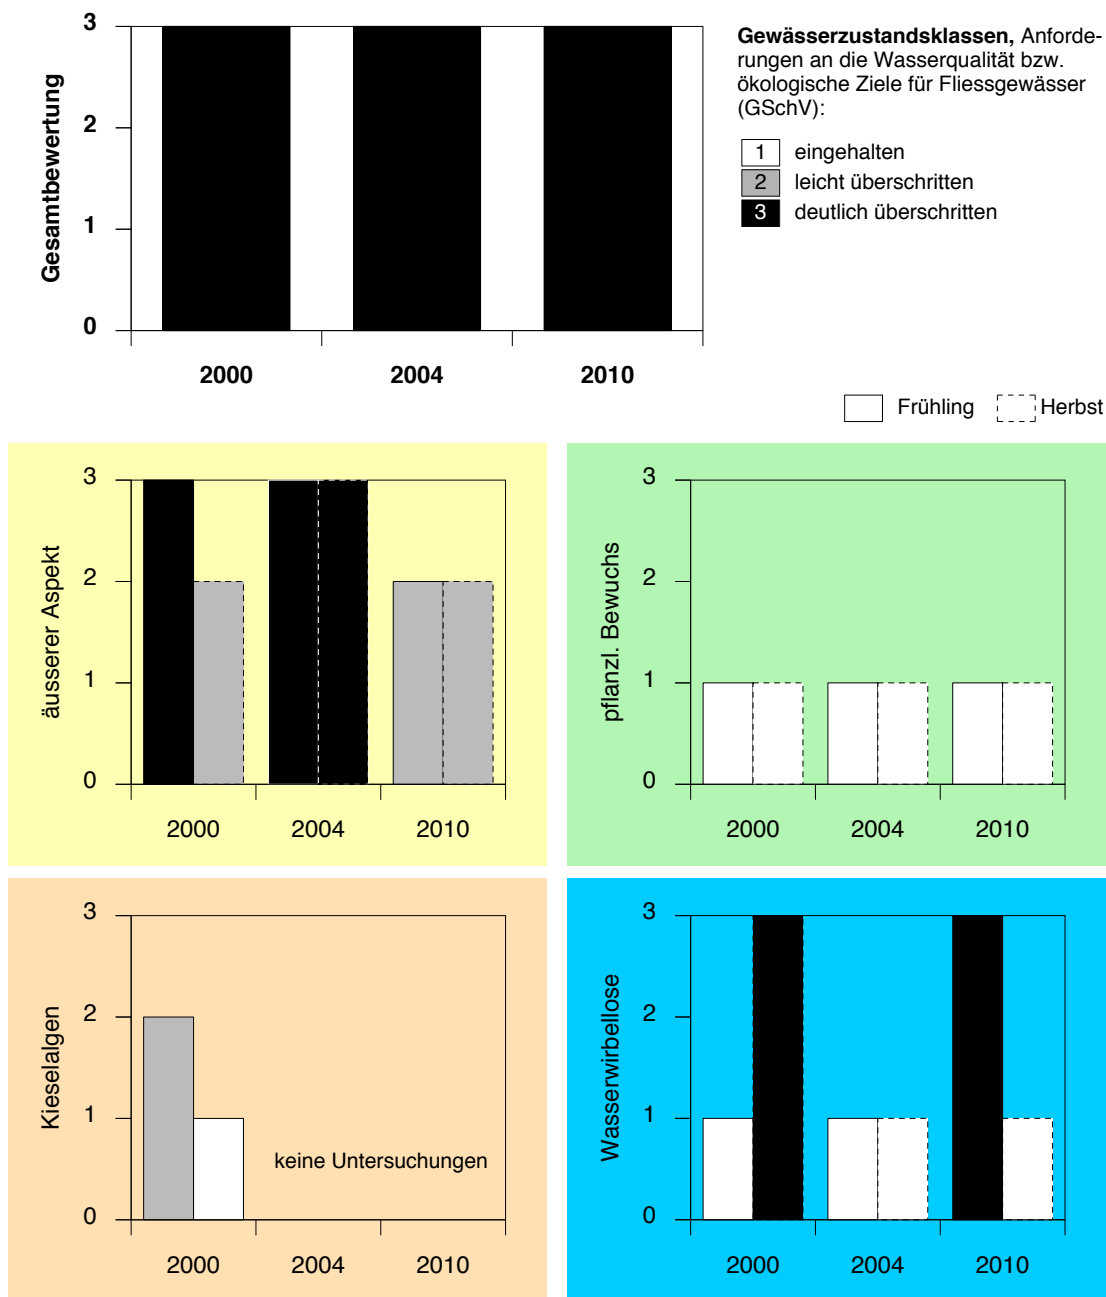 Gesamtbewertung
3
2
1
0
2000 2004 2010
Gewässerzustandsklassen, Anforde-
rungen an die Wasserqualität bzw.
ökologische Ziele für Fliessgewässer
(GSchV):
1 eingehalten
2 leicht überschritten
3 deutlich überschritten
Frühling Herbst
äusserer Aspekt
3
2
1
0
2000 2004 2010
pflanzl. Bewuchs
3
2
1
0
2000 2004 2010
Kieselalgen
3
2
1
0
keine Untersuchungen
2000 2004 2010
Wasserwirbellose
3
2
1
0
2000 2004 2010